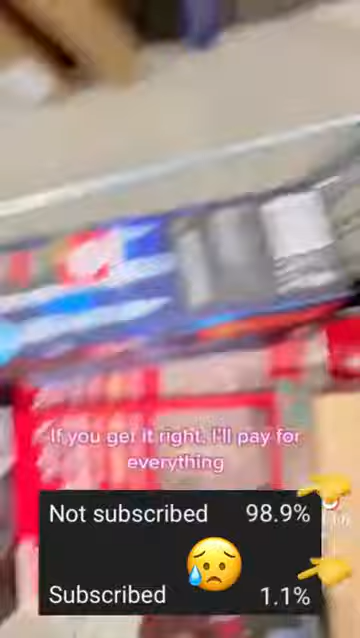 If you get it right, I'll pay for
everything
Not subscribed 98.9%
Subscribed 1.1%